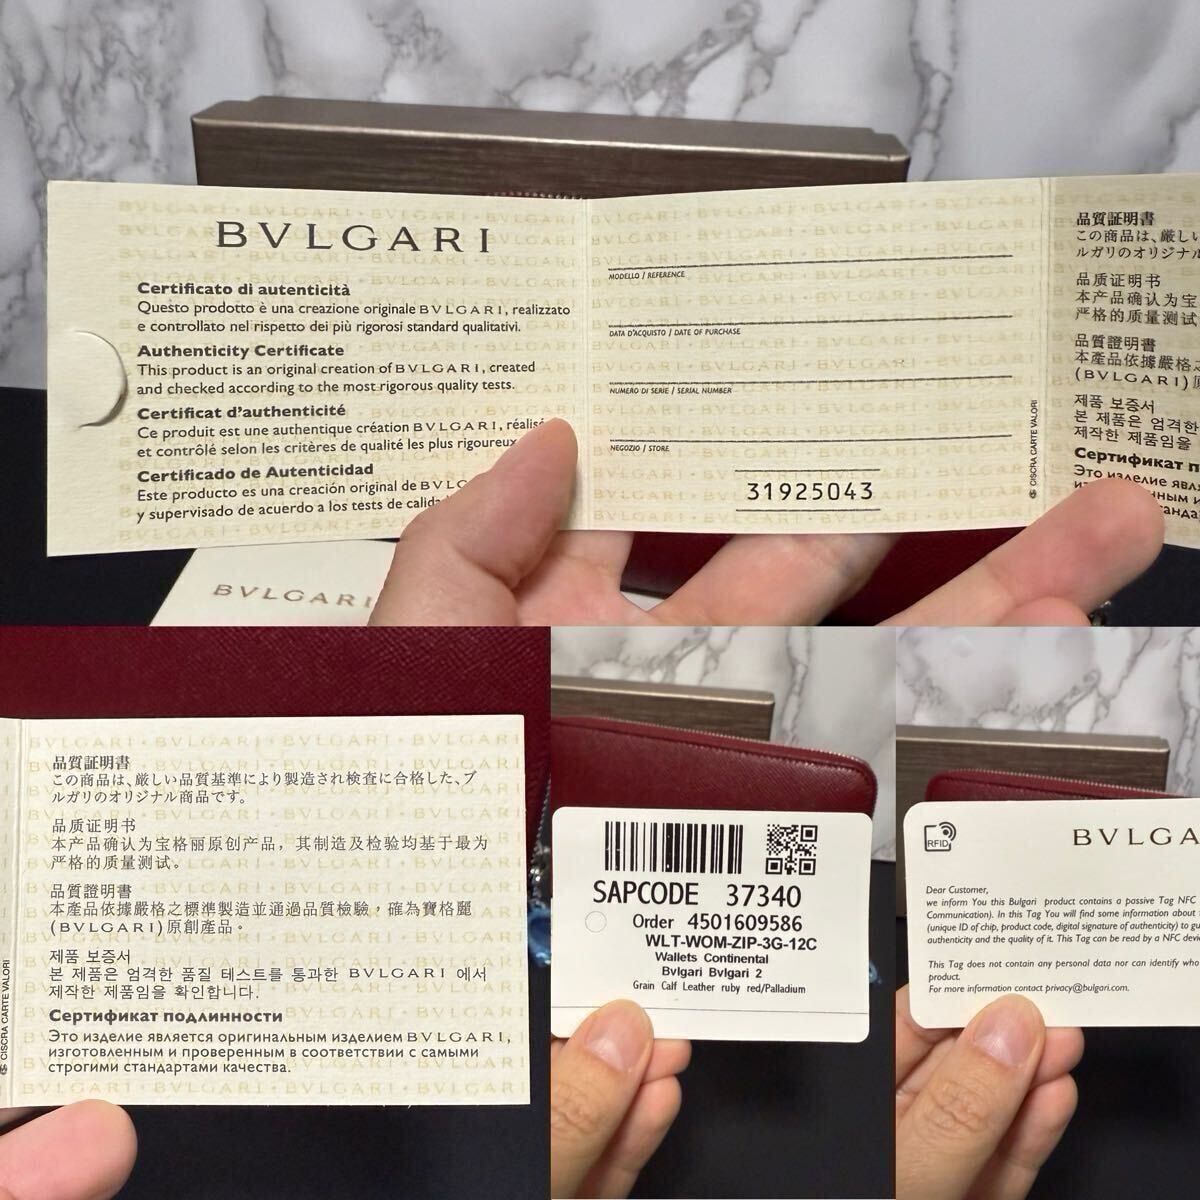 BVLGARI
Certificato di autenticità
Questo prodotto è una creazione originale BVLGARI, realizzato
e controllato nel rispetto dei più rigorosi standard qualitativi.
Authenticity Certificate
This product is an original creation of BVLGARI, created
and checked according to the most rigorous quality tests.
Certificat d'authenticité
Ce produit est une authentique création BVLGARI,
et contrôlé selon les critères de qualité les plus rigoureux
Certificado de Autenticidad
Este producto es una creación original de
y supervisado de acuerdo a los tests de
MODELLO / REFERENCE
DATA D'ACQUISTO / DATE OF PURCHASE
NUMERO DI SERIE / SERIAL NUMBER
NEGOZIO / STORE
31925043
CISCRA CARTE VALORI
品質証明書
この商品は、厳し
ルガリのオリジナ
品质证明书
本产品确认为宝
严格的质量测试
品質證明書
本產品依據嚴格
(BVLGARI)
제품 보증서
본 제품은 엄격한
제작한 제품임을
Сертификат
Это изделие
BVLGARI
品質証明書
この商品は、厳しい品質基準により製造され検査に合格した、ブ
ルガリのオリジナル商品です。
品质证明书
本产品确认为宝格丽原创产品，其制造及检验均基于最为
严格的质量测试。
品質證明書
本產品依據嚴格之標準製造並通過品質檢驗，確為寶格麗
(BVLGARI)原創產品。
제품 보증서
본 제품은 엄격한 품질 테스트를 통과한 BVLGARI 에서
제작한 제품임을 확인합니다.
Сертификат подлинности
Это изделие является оригинальным изделием BVLGARI,
изготовленным и проверенным в соответствии с самыми
строгими стандартами качества.
CISCRA CARTE VALORI
SAPCODE 37340
Order 4501609586
WLT-WOM-ZIP-3G-12C
Wallets Continental
Bvlgari Bvlgari 2
Grain Calf Leather ruby red/Palladium
RFID
BVLGA
Dear Customer,
we inform You this Bulgari product contains a passive Tag NFC
Communication). In this Tag You will find some information about
(unique ID of chip, product code, digital signature of authenticity) to
authenticity and the quality of it. This Tag can be read by a NFC
This Tag does not contain any personal data nor can identify who
product.
For more information contact privacy@bulgari.com.